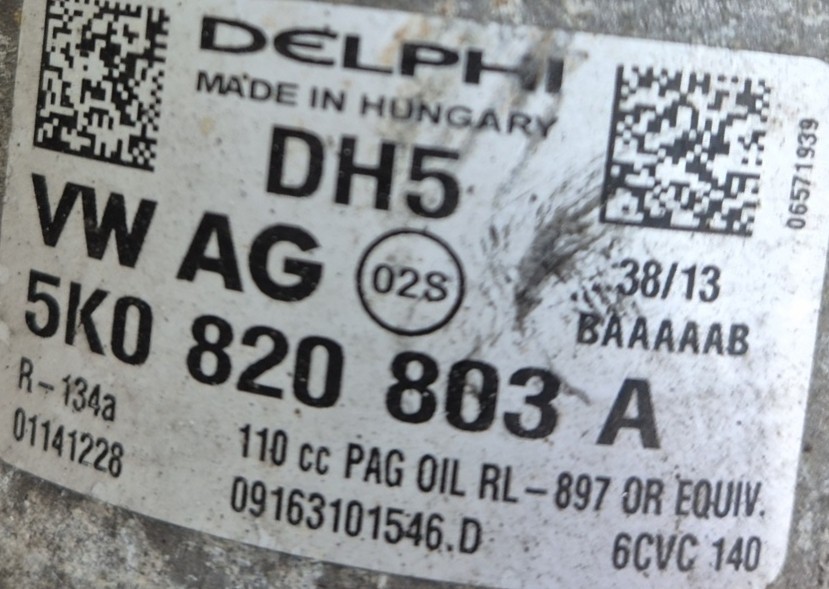 DELPHI
MADE IN HUNGARY
DH5
06571939
VW AG 02S
38/13
BAAAAAB
5K0 820 803 A
R-134a
01141228
110 cc PAG OIL RL-897 OR EQUIV.
09163101546.D
6CVC 140